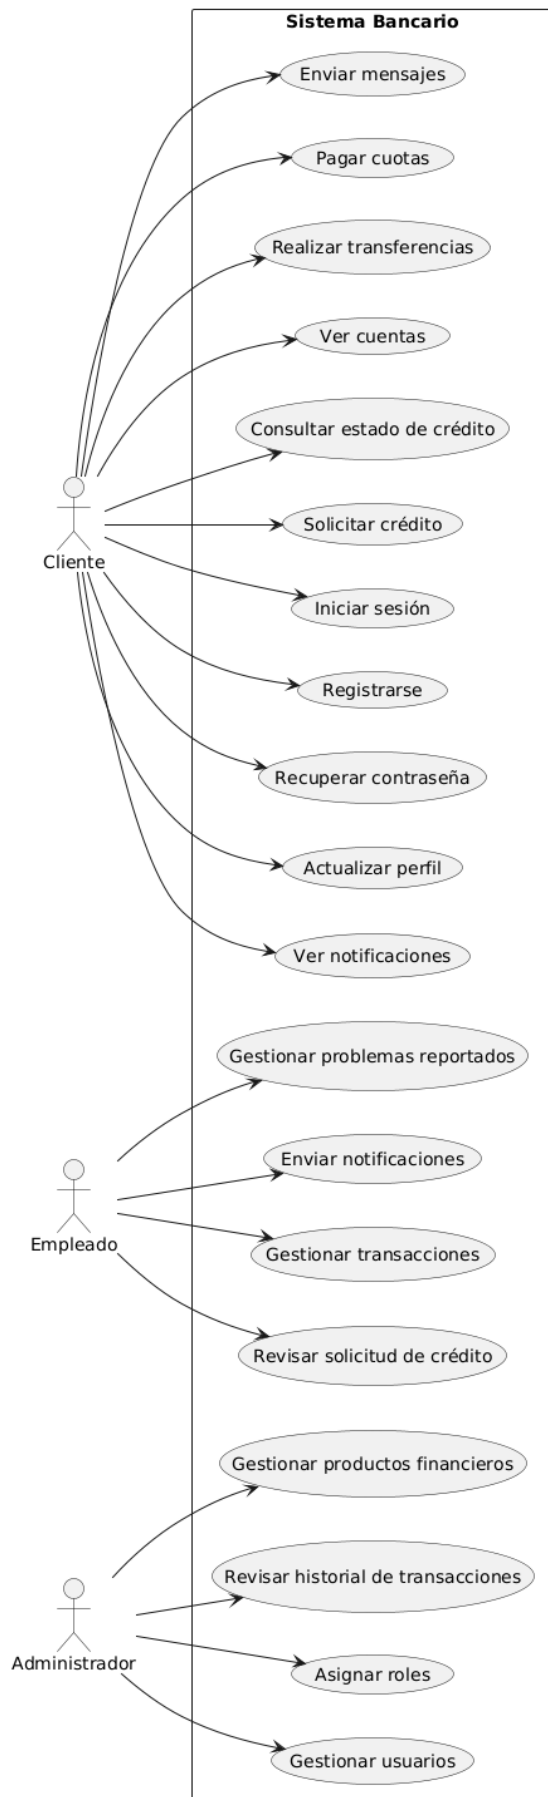 Sistema Bancario
Enviar mensajes
Pagar cuotas
Realizar transferencias
Ver cuentas
Consultar estado de crédito
Solicitar crédito
Cliente
Iniciar sesión
Registrarse
Recuperar contraseña
Actualizar perfil
Ver notificaciones
Gestionar problemas reportados
Enviar notificaciones
Empleado
Gestionar transacciones
Revisar solicitud de crédito
Gestionar productos financieros
Revisar historial de transacciones
Administrador
Asignar roles
Gestionar usuarios